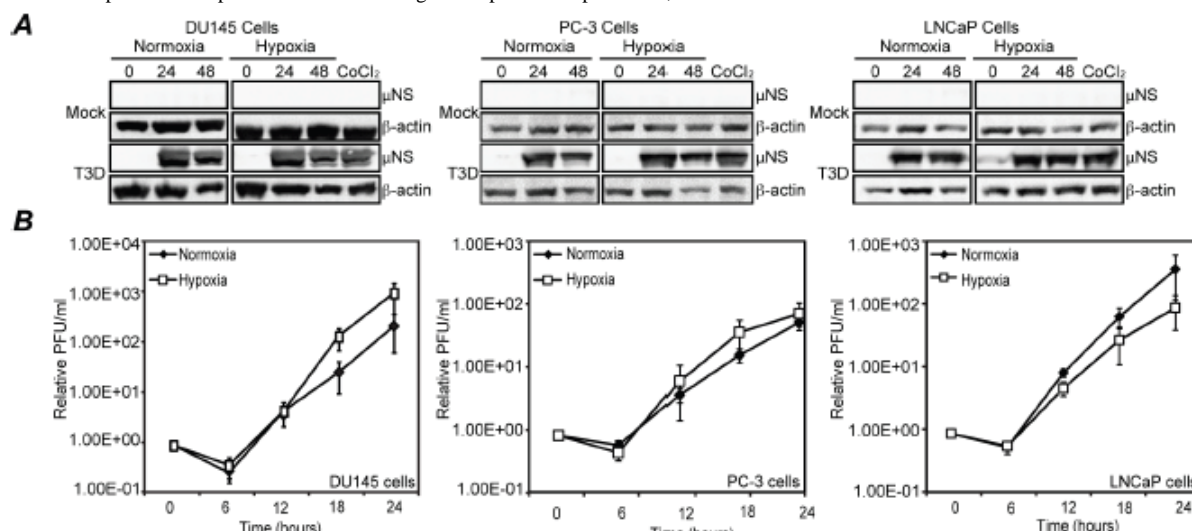 A
DU145 Cells
Normoxia Hypoxia
0 24 48 0 24 48 CoCl₂
Mock
μNS
β-actin
T3D
μNS
β-actin
PC-3 Cells
Normoxia Hypoxia
0 24 48 0 24 48 CoCl₂
Mock
μNS
β-actin
T3D
μNS
β-actin
LNCaP Cells
Normoxia Hypoxia
0 24 48 0 24 48 CoCl₂
Mock
μNS
β-actin
T3D
μNS
β-actin
B
Relative PFU/ml
1.00E+04
1.00E+03
1.00E+02
1.00E+01
1.00E+00
1.00E-01
Normoxia
Hypoxia
DU145 cells
0 6 12 18 24
Time (hours)
Relative PFU/ml
1.00E+03
1.00E+02
1.00E+01
1.00E+00
1.00E-01
Normoxia
Hypoxia
PC-3 cells
0 6 12 18 24
Time (hours)
Relative PFU/ml
1.00E+03
1.00E+02
1.00E+01
1.00E+00
1.00E-01
Normoxia
Hypoxia
LNCaP cells
0 6 12 18 24
Time (hours)